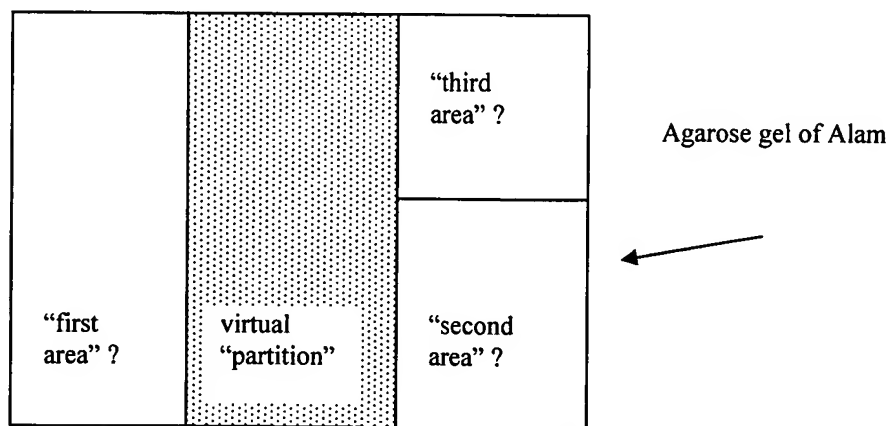 “third
area” ?
Agarose gel of Alam
“first
area” ?
virtual
“partition”
“second
area” ?